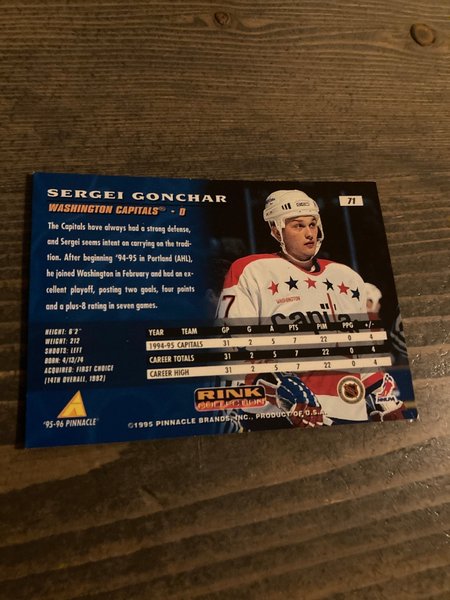 SERGEI GONCHAR
71
WASHINGTON CAPITALS - D
The Capitals have always had a strong defense,
and Sergei seems intent on carrying on the tradi-
tion. After beginning '94-95 in Portland (AHL),
he joined Washington in February and had an ex-
cellent playoff, posting two goals, four points
and a plus-8 rating in seven games.
WASHINGTON
capitals
7
HEIGHT: 6'2"
WEIGHT: 212
SHOOTS: LEFT
BORN: 4/13/74
ACQUIRED: FIRST CHOICE
(14TH OVERALL, 1992)
YEAR TEAM GP G A PTS PIM PPG +/-
1994-95 CAPITALS 31 2 5 7 22 0 4
CAREER TOTALS 31 2 5 7 22 0 4
CAREER HIGH 31 2 5 7 22 0 4
'95-96 PINNACLE
RINK
COLLECTION
NHL
NHLPA
©1995 PINNACLE BRANDS, INC., PRODUCT OF U.S.A.